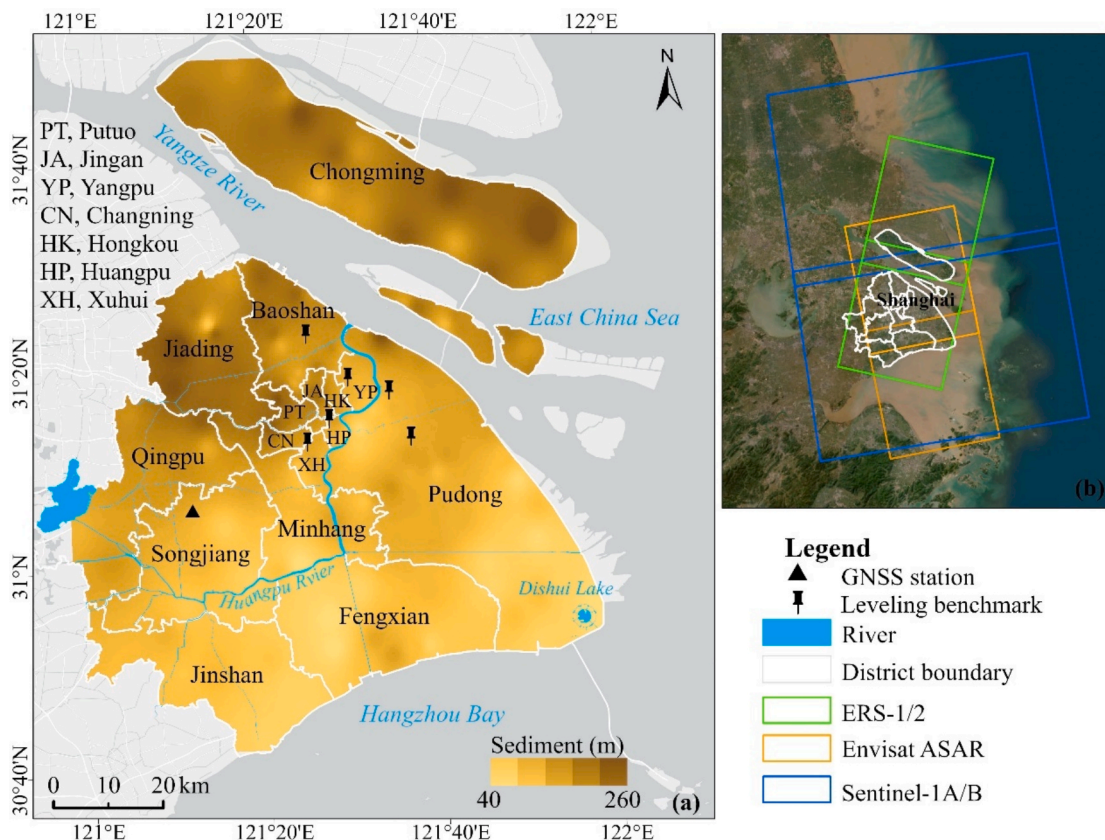 121°E
121°20'E
121°40'E
122°E
N
PT, Putuo
JA, Jingan
YP, Yangpu
CN, Changning
HK, Hongkou
HP, Huangpu
XH, Xuhui
31°40'N
31°20'N
31°N
30°40'N
Yangtze River
Chongming
East China Sea
Baoshan
Jiading
JA
HK
YP
PT
CN
HP
XH
Qingpu
Pudong
Minhang
Songjiang
Huangpu Rvier
Dishui Lake
Fengxian
Jinshan
Hangzhou Bay
Sediment (m)
40
260
0 10 20 km
(a)
121°E
121°20'E
121°40'E
122°E
Shanghai
(b)
Legend
GNSS station
Leveling benchmark
River
District boundary
ERS-1/2
Envisat ASAR
Sentinel-1A/B